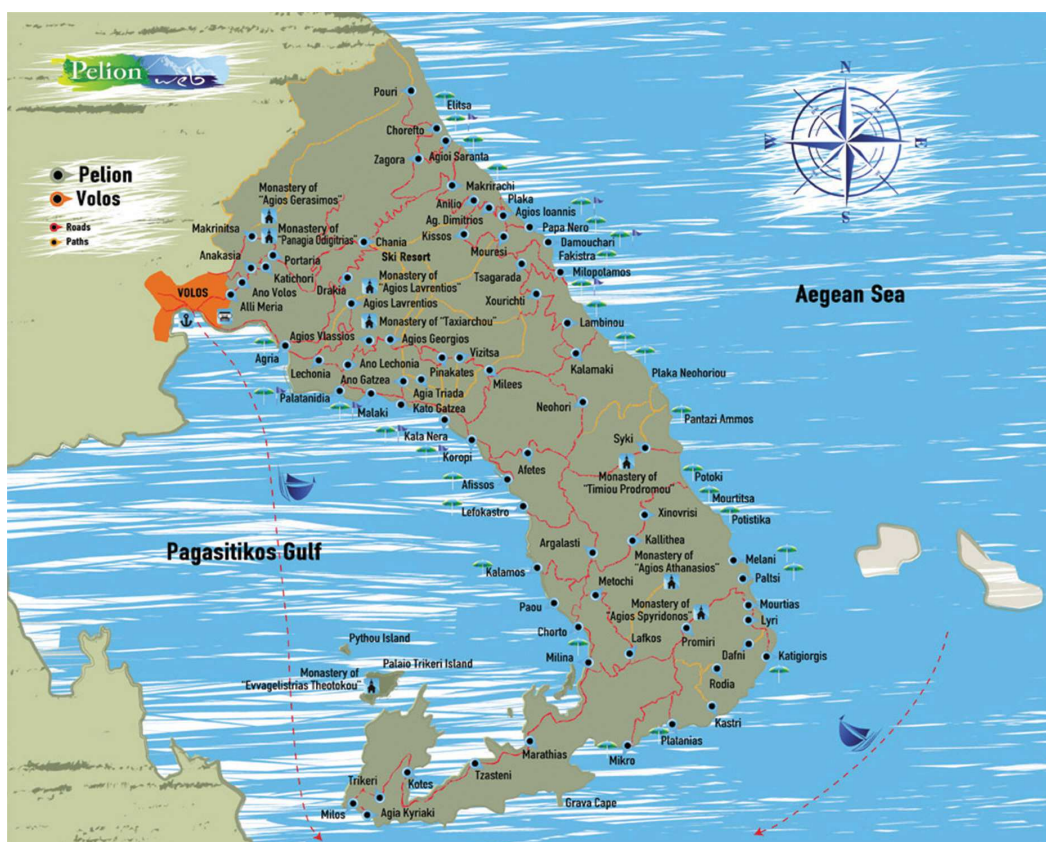 Pelion
web
N
W
E
S
Pelion
Volos
Roads
Paths
Pouri
Elitsa
Chorefto
Agioi Saranta
Zagora
Makrirachi
Monastery of
"Agios Gerasimos"
Anilio
Plaka
Ag. Dimitrios
Agios Ioannis
Makrinitsa
Monastery of
"Panagia Odigitrias"
Kissos
Papa Nero
Chania
Damouchari
Anakasia
Portaria
Ski Resort
Mouresi
Fakistra
Katichori
Tsagarada
Milopotamos
Drakia
Monastery of
"Agios Lavrentios"
VOLOS
Ano Volos
Alli Meria
Agios Lavrentios
Xourichti
Aegean Sea
Monastery of "Taxiarchou"
Lambinou
Agios Vlassios
Agios Georgios
Agria
Vizitsa
Lechonia
Ano Lechonia
Pinakates
Milees
Kalamaki
Plaka Neohoriou
Ano Gatzea
Agia Triada
Palatanidia
Malaki
Kato Gatzea
Neohori
Pantazi Ammos
Kala Nera
Koropi
Syki
Afetes
Monastery of
"Timiou Prodromou"
Potoki
Afissos
Mourtitsa
Lefokastro
Xinovrisi
Potistika
Pagasitikos Gulf
Argalasti
Kallithea
Monastery of
"Agios Athanasios"
Melani
Kalamos
Metochi
Paltsi
Paou
Monastery of
"Agios Spyridonos"
Mourtias
Lyri
Chorto
Promiri
Pythou Island
Lafkos
Dafni
Katigiorgis
Milina
Palaio Trikeri Island
Monastery of
"Evvagelistrias Theotokou"
Rodia
Kastri
Platanias
Marathias
Mikro
Tzasteni
Trikeri
Kotes
Grava Cape
Milos
Agia Kyriaki